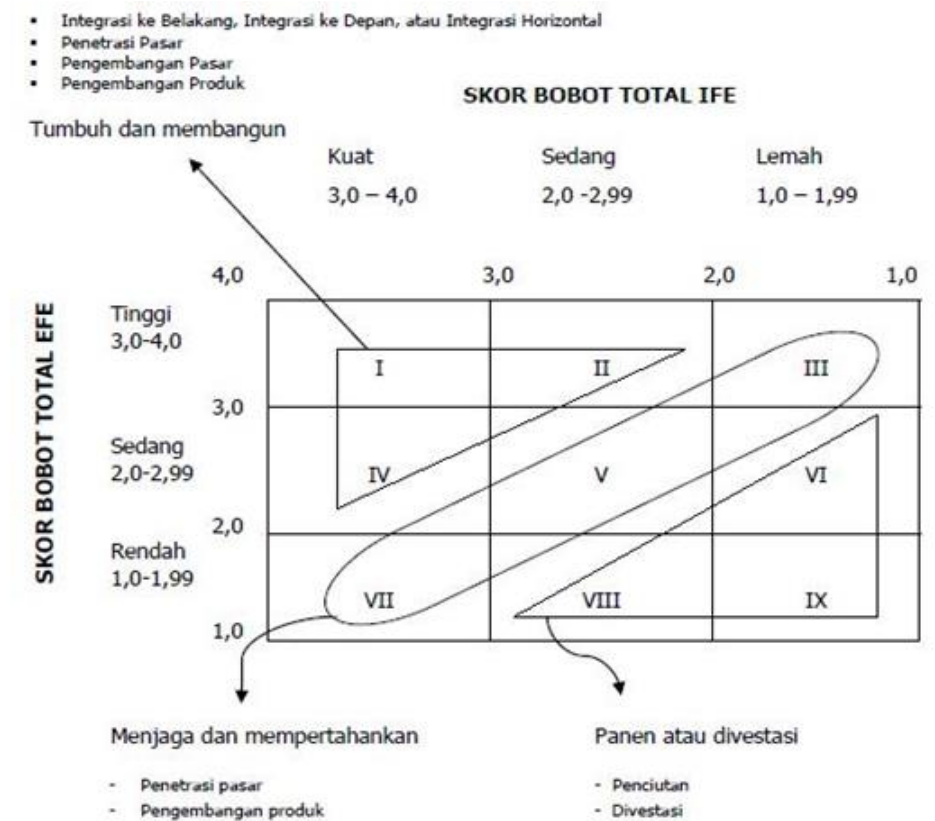 ▪ Integrasi ke Belakang, Integrasi ke Depan, atau Integrasi Horizontal
▪ Penetrasi Pasar
▪ Pengembangan Pasar
▪ Pengembangan Produk
SKOR BOBOT TOTAL IFE
Tumbuh dan membangun
Kuat Sedang Lemah
3,0 – 4,0 2,0 -2,99 1,0 – 1,99
4,0 3,0 2,0 1,0
SKOR BOBOT TOTAL EFE
Tinggi
3,0-4,0
I II III
3,0
Sedang
2,0-2,99
IV V VI
2,0
Rendah
1,0-1,99
VII VIII IX
1,0
Menjaga dan mempertahankan
- Penetrasi pasar
- Pengembangan produk
Panen atau divestasi
- Penciutan
- Divestasi